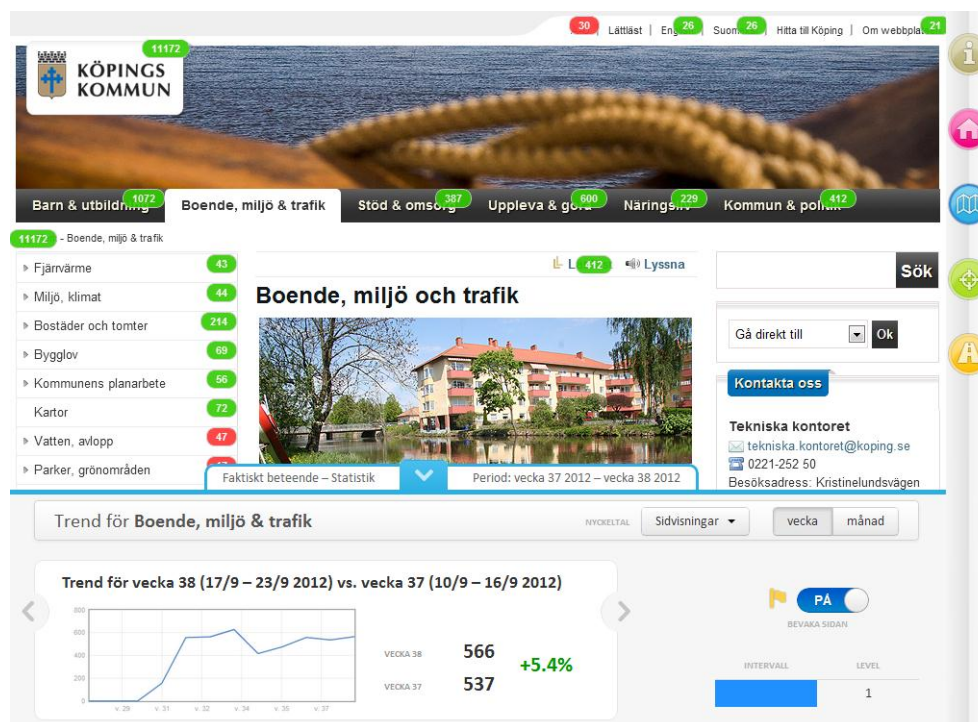 30 | Lättläst | 26 | 26 | Hitta till Köping | Om webbplat 21
11172
KÖPINGS
KOMMUN
Barn & utbildning 1072 Boende, miljö & trafik Stöd & omsorg 387 Uppleva & göra 600 Näringsliv 229 Kommun & politik 412
11172 - Boende, miljö & trafik
Fjärrvärme 43
Miljö, klimat 44
Bostäder och tomter 214
Bygglov 69
Kommunens planarbete 56
Kartor 72
Vatten, avlopp 47
Parker, grönområden
412 Lyssna
Boende, miljö och trafik
Sök
Gå direkt till Ok
Kontakta oss
Tekniska kontoret
tekniska.kontoret@koping.se
0221-252 50
Besöksadress: Kristinelundsvägen
Faktiskt beteende – Statistik Period: vecka 37 2012 – vecka 38 2012
Trend för Boende, miljö & trafik NYCKELTAL Sidvisningar vecka månad
Trend för vecka 38 (17/9 – 23/9 2012) vs. vecka 37 (10/9 – 16/9 2012)
800
600
400
200
0
v. 29 v. 31 v. 32 v. 34 v. 35 v. 37
VECKA 38 566
+5.4%
VECKA 37 537
PÅ
BEVAKA SIDAN
INTERVALL LEVEL
1